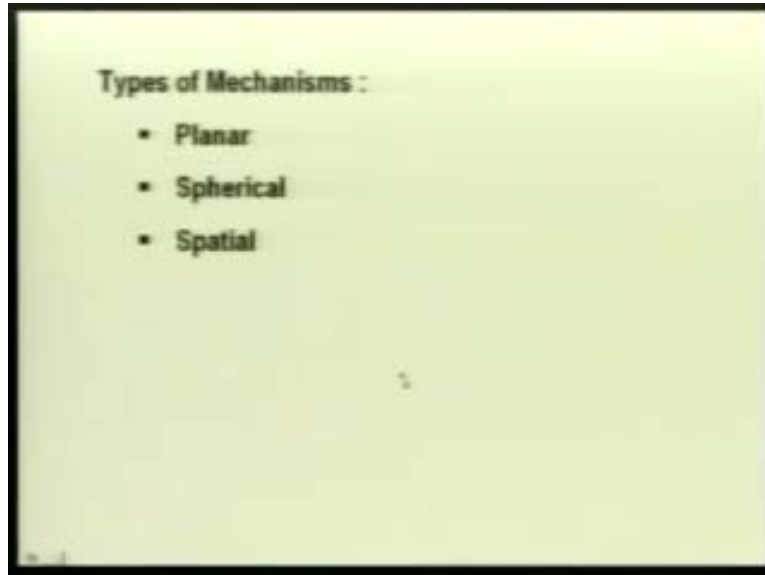 Types of Mechanisms :
▪ Planar
▪ Spherical
▪ Spatial